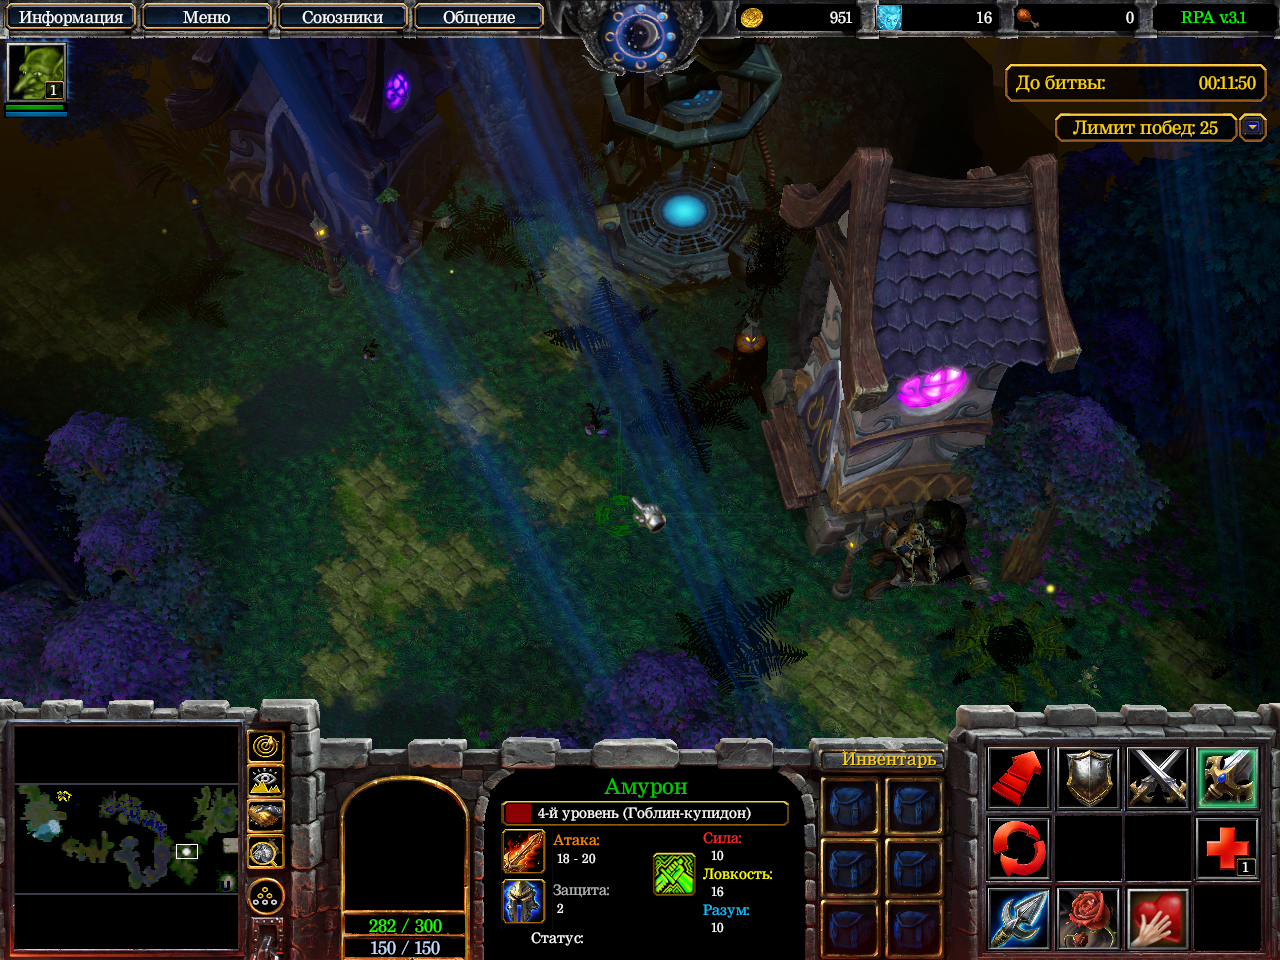 Информация Меню Союзники Общение 951 16 0 RPA v.3.1
1
До битвы: 00:11:50
Лимит побед: 25
Инвентарь
Амурон
4-й уровень (Гоблин-купидон)
Атака:
18 - 20
Защита:
2
Статус:
Сила:
10
Ловкость:
16
Разум:
10
282 / 300
150 / 150
1